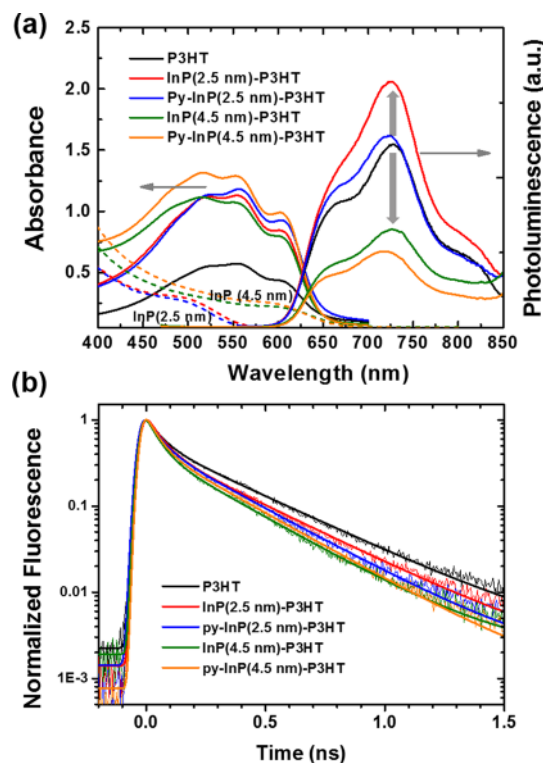 (a)
2.5
2.0
1.5
1.0
0.5
Absorbance
P3HT
InP(2.5 nm)-P3HT
Py-InP(2.5 nm)-P3HT
InP(4.5 nm)-P3HT
Py-InP(4.5 nm)-P3HT
InP (4.5 nm)
InP(2.5 nm)
Photoluminescence (a.u.)
400 450 500 550 600 650 700 750 800 850
Wavelength (nm)
(b)
1
0.1
0.01
1E-3
Normalized Fluorescence
P3HT
InP(2.5 nm)-P3HT
py-InP(2.5 nm)-P3HT
InP(4.5 nm)-P3HT
py-InP(4.5 nm)-P3HT
0.0 0.5 1.0 1.5
Time (ns)